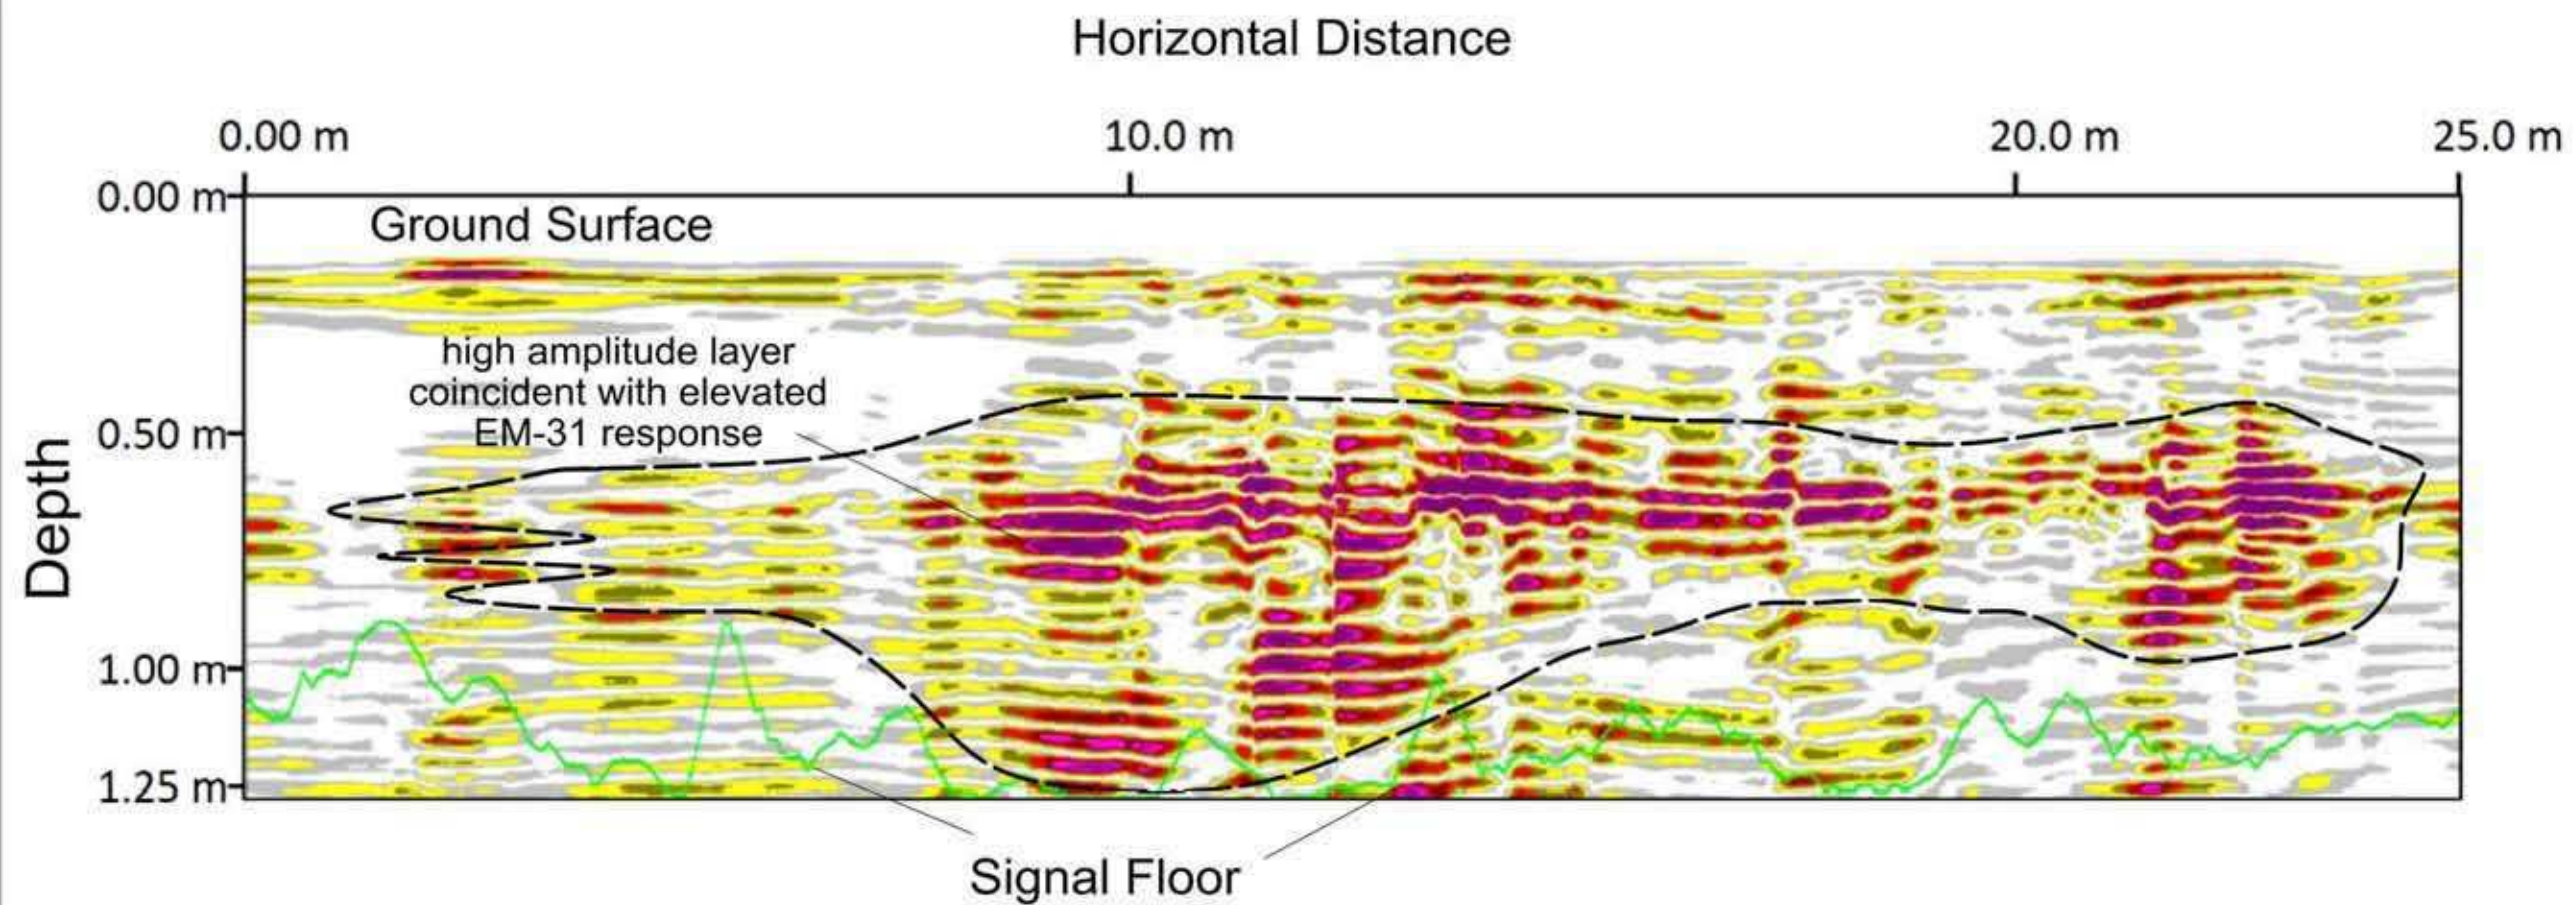 Horizontal Distance
0.00 m
10.0 m
20.0 m
25.0 m
0.00 m
Ground Surface
high amplitude layer
coincident with elevated
EM-31 response
0.50 m
Depth
1.00 m
1.25 m
Signal Floor